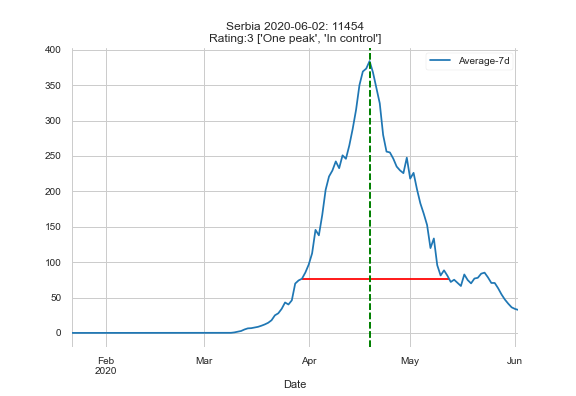 Serbia 2020-06-02: 11454
Rating:3 ['One peak', 'In control']
Average-7d
400
350
300
250
200
150
100
50
0
Feb
2020
Mar
Apr
May
Jun
Date